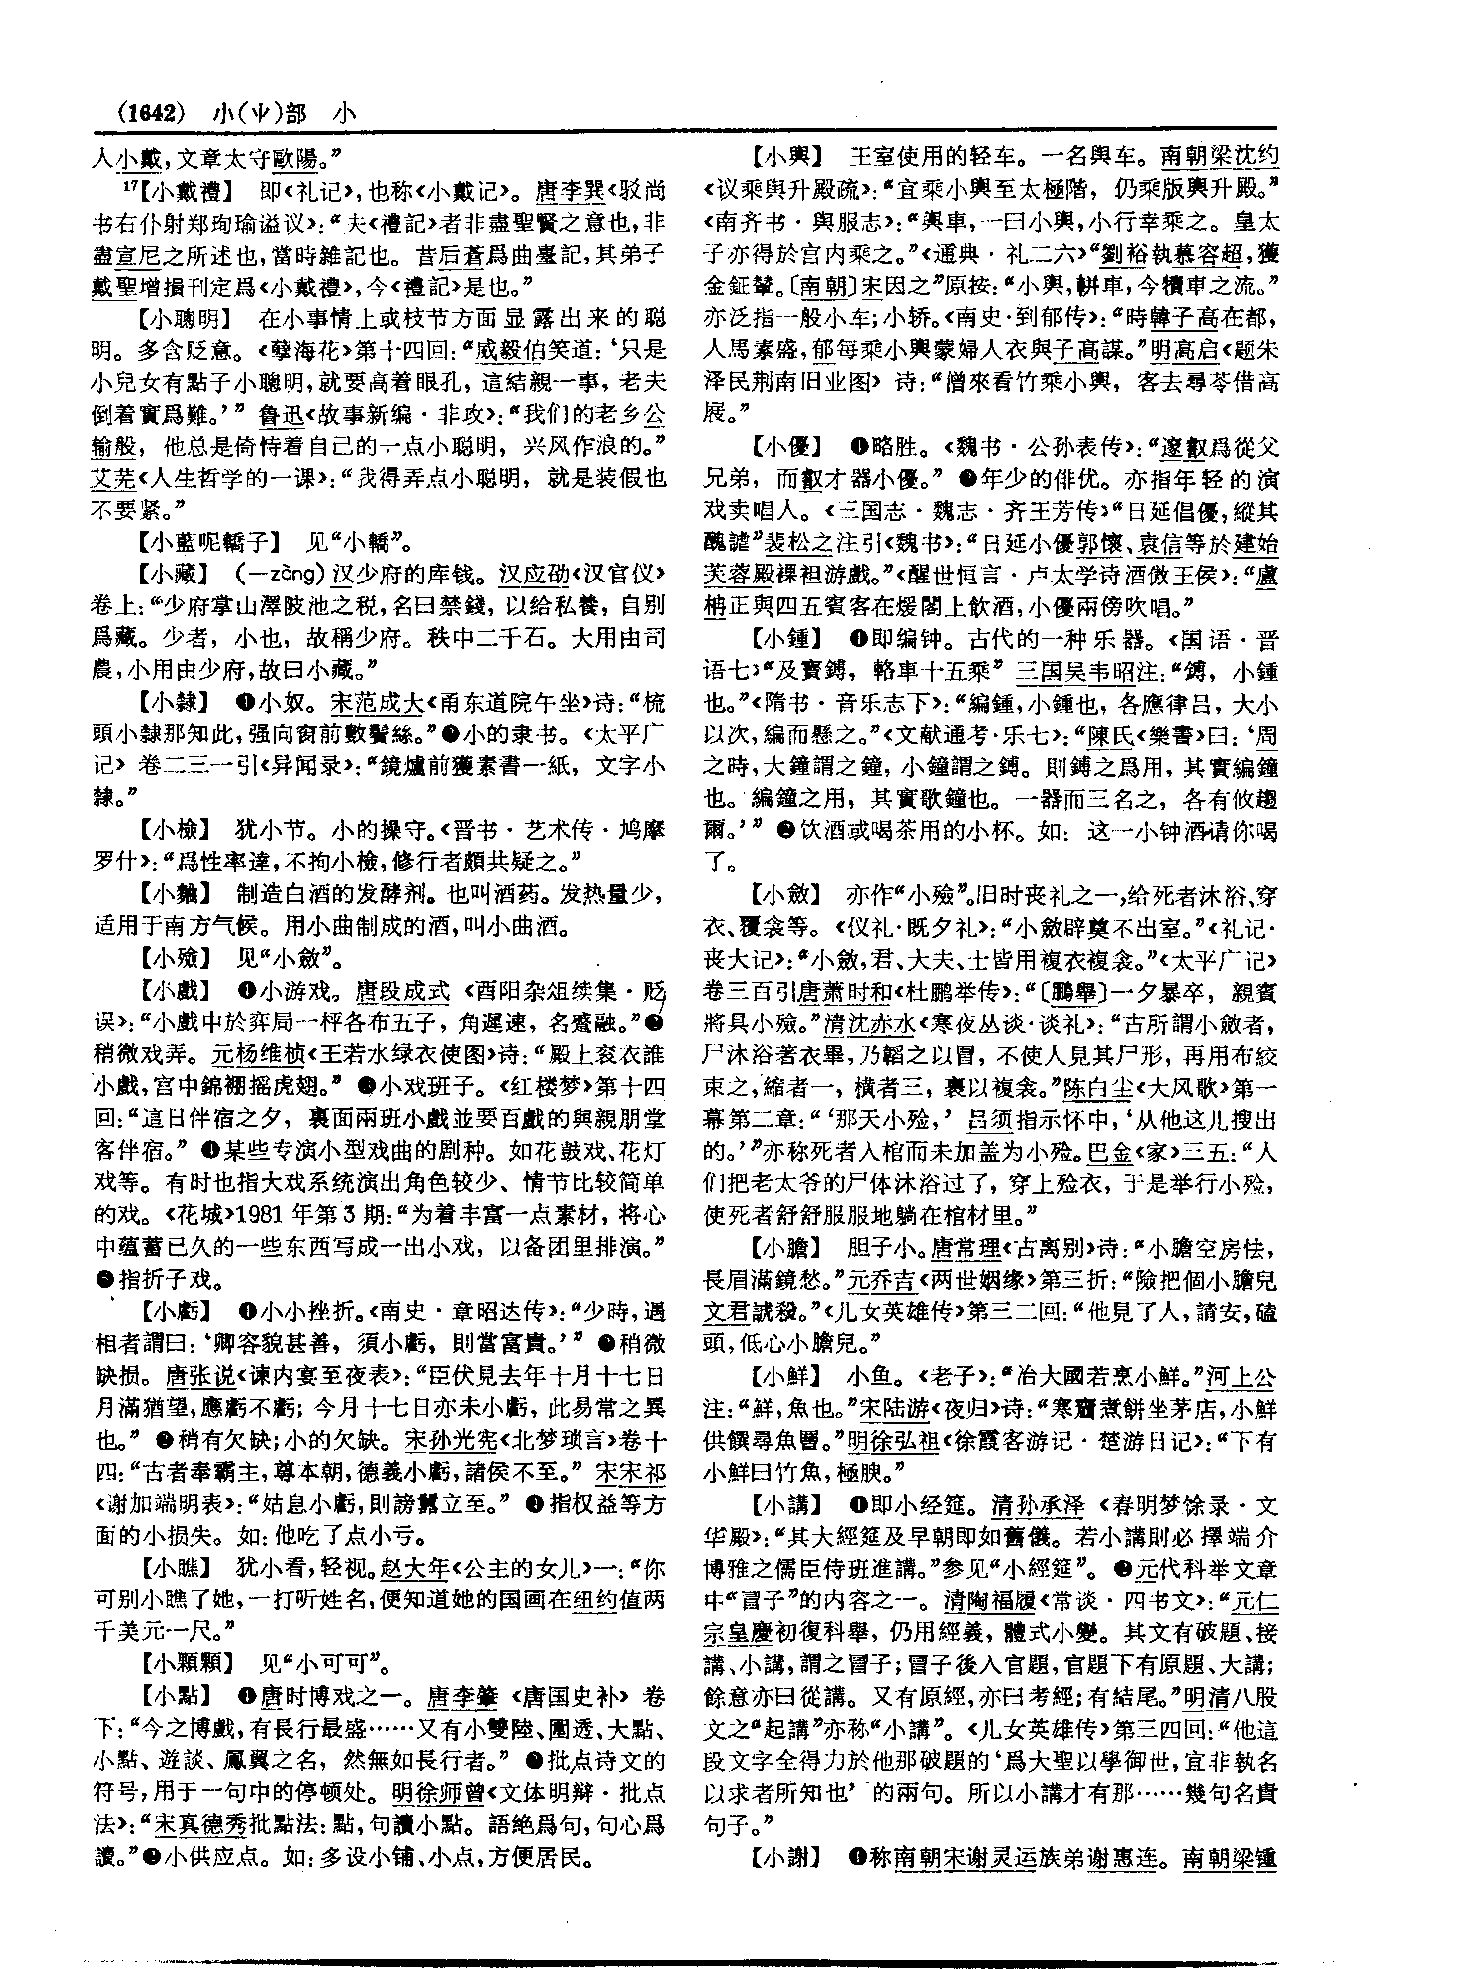 (1642) 小(⺌)部 小
人小戴,文章太守歐陽。”
17【小戴禮】 即《礼记》,也称《小戴记》。唐李巽《驳尚
书右仆射郑珣瑜谥议》:“夫《禮記》者非盡聖賢之意也,非
盡宣尼之所述也,當時雜記也。昔后蒼爲曲臺記,其弟子
戴聖增損刊定爲《小戴禮》,今《禮記》是也。”
【小聰明】 在小事情上或枝节方面显露出来的聪
明。多含贬意。《孽海花》第十四回:“威毅伯笑道:‘只是
小兒女有點子小聰明,就要高着眼孔,這結親一事,老夫
倒着實爲難。’” 鲁迅《故事新编·非攻》:“我们的老乡公
输般,他总是倚恃着自己的一点小聪明,兴风作浪的。”
艾芜《人生哲学的一课》:“我得弄点小聪明,就是装假也
不要紧。”
【小藍呢轎子】 见“小轎”。
【小藏】 (—zàng)汉少府的库钱。汉应劭《汉官仪》
卷上:“少府掌山澤陂池之税,名曰禁錢,以給私養,自别
爲藏。少者,小也,故稱少府。秩中二千石。大用由司
農,小用由少府,故曰小藏。”
【小隸】 ❶小奴。宋范成大《甬东道院午坐》诗:“梳
頭小隸那知此,强向窗前數鬢絲。”❷小的隶书。《太平广
记》卷二三一引《异闻录》:“鏡爐前獲素書一紙,文字小
隸。”
【小檢】 犹小节。小的操守。《晋书·艺术传·鸠摩
罗什》:“爲性率達,不拘小檢,修行者頗共疑之。”
【小麯】 制造白酒的发酵剂。也叫酒药。发热量少,
适用于南方气候。用小曲制成的酒,叫小曲酒。
【小殮】 见“小斂”。
【小戲】 ❶小游戏。唐段成式《酉阳杂俎续集·贬
误》:“小戲中於弈局一枰各布五子,角遲速,名蹙融。”❷
稍微戏弄。元杨维桢《王若水绿衣使图》诗:“殿上衮衣誰
小戲,宫中錦棚摇虎翅。” ❸小戏班子。《红楼梦》第十四
回:“這日伴宿之夕,裏面兩班小戲並耍百戲的與親朋堂
客伴宿。” ❹某些专演小型戏曲的剧种。如花鼓戏、花灯
戏等。有时也指大戏系统演出角色较少、情节比较简单
的戏。《花城》1981年第3期:“为着丰富一点素材,将心
中蕴蓄已久的一些东西写成一出小戏,以备团里排演。”
❺指折子戏。
【小虧】 ❶小小挫折。《南史·章昭达传》:“少時,遇
相者謂曰:‘卿容貌甚善,須小虧,則當富貴。’” ❷稍微
缺损。唐张说《谏内宴至夜表》:“臣伏見去年十月十七日
月滿猶望,應虧不虧;今月十七日亦未小虧,此易常之異
也。” ❸稍有欠缺;小的欠缺。宋孙光宪《北梦琐言》卷十
四:“古者奉霸主,尊本朝,德義小虧,諸侯不至。” 宋宋祁
《谢加端明表》:“姑息小虧,則謗鬻立至。” ❹指权益等方
面的小损失。如:他吃了点小亏。
【小瞧】 犹小看,轻视。赵大年《公主的女儿》一:“你
可别小瞧了她,一打听姓名,便知道她的国画在纽约值两
千美元一尺。”
【小顆顆】 见“小可可”。
【小點】 ❶唐时博戏之一。唐李肇《唐国史补》卷
下:“今之博戲,有長行最盛……又有小雙陸、圍透、大點、
小點、遊談、鳳翼之名,然無如長行者。” ❷批点诗文的
符号,用于一句中的停顿处。明徐师曾《文体明辩·批点
法》:“宋真德秀批點法:點,句讀小點。語絶爲句,句心爲
讀。”❸小供应点。如:多设小铺、小点,方便居民。
【小輿】 王室使用的轻车。一名舆车。南朝梁沈约
《议乘舆升殿疏》:“宜乘小輿至太極階,仍乘版輿升殿。”
《南齐书·舆服志》:“輿車,一曰小輿,小行幸乘之。皇太
子亦得於宫内乘之。”《通典·礼二六》“劉裕執慕容超,獲
金鉦輦。〔南朝〕宋因之”原按:“小輿,軿車,今犢車之流。”
亦泛指一般小车;小轿。《南史·到郁传》:“時韓子高在都,
人馬素盛,郁每乘小輿蒙婦人衣與子高謀。”明高启《题朱
泽民荆南旧业图》诗:“僧來看竹乘小輿,客去尋苓借高
屐。”
【小優】 ❶略胜。《魏书·公孙表传》:“邃叡爲從父
兄弟,而叡才器小優。” ❷年少的俳优。亦指年轻的演
戏卖唱人。《三国志·魏志·齐王芳传》“日延倡優,縱其
醜謔”裴松之注引《魏书》:“日延小優郭懷、袁信等於建始
芙蓉殿裸袒游戲。”《醒世恒言·卢太学诗酒傲王侯》:“盧
柟正與四五賓客在煖閣上飲酒,小優兩傍吹唱。”
【小鍾】 ❶即编钟。古代的一种乐器。《国语·晋
语七》“及寶鎛,輅車十五乘” 三国吴韦昭注:“鎛,小鍾
也。”《隋书·音乐志下》:“編鍾,小鍾也,各應律吕,大小
以次,編而懸之。”《文献通考·乐七》:“陳氏《樂書》曰:‘周
之時,大鐘謂之鐘,小鐘謂之鎛。則鎛之爲用,其實編鐘
也。編鐘之用,其實歌鐘也。一器而三名之,各有攸趨
爾。’” ❷饮酒或喝茶用的小杯。如:这一小钟酒请你喝
了。
【小斂】 亦作“小殮”。旧时丧礼之一,给死者沐浴、穿
衣、覆衾等。《仪礼·既夕礼》:“小斂辟奠不出室。”《礼记·
丧大记》:“小斂,君、大夫、士皆用複衣複衾。”《太平广记》
卷三百引唐萧时和《杜鹏举传》:“〔鵬舉〕一夕暴卒,親賓
將具小殮。”清沈赤水《寒夜丛谈·谈礼》:“古所謂小斂者,
尸沐浴著衣畢,乃韜之以冒,不使人見其尸形,再用布絞
束之,縮者一,横者三,裹以複衾。”陈白尘《大风歌》第一
幕第二章:“‘那天小殓,’吕须指示怀中,‘从他这儿搜出
的。’”亦称死者入棺而未加盖为小殓。巴金《家》三五:“人
们把老太爷的尸体沐浴过了,穿上殓衣,于是举行小殓,
使死者舒舒服服地躺在棺材里。”
【小膽】 胆子小。唐常理《古离别》诗:“小膽空房怯,
長眉滿鏡愁。”元乔吉《两世姻缘》第三折:“險把個小膽兒
文君諕殺。”《儿女英雄传》第三二回:“他見了人,請安,磕
頭,低心小膽兒。”
【小鮮】 小鱼。《老子》:“治大國若烹小鮮。”河上公
注:“鮮,魚也。”宋陆游《夜归》诗:“寒齏煮餅坐茅店,小鮮
供饌尋魚罾。”明徐弘祖《徐霞客游记·楚游日记》:“下有
小鮮曰竹魚,極腴。”
【小講】 ❶即小经筵。清孙承泽《春明梦馀录·文
华殿》:“其大經筵及早朝即如舊儀。若小講則必擇端介
博雅之儒臣侍班進講。”参见“小經筵”。 ❷元代科举文章
中“冒子”的内容之一。清陶福履《常谈·四书文》:“元仁
宗皇慶初復科舉,仍用經義,體式小變。其文有破題、接
講、小講,謂之冒子;冒子後入官題,官題下有原題、大講;
餘意亦曰從講。又有原經,亦曰考經;有結尾。”明清八股
文之“起講”亦称“小講”。《儿女英雄传》第三四回:“他這
段文字全得力於他那破題的‘爲大聖以學御世,宜非執名
以求者所知也’的兩句。所以小講才有那……幾句名貴
句子。”
【小謝】 ❶称南朝宋谢灵运族弟谢惠连。南朝梁锺